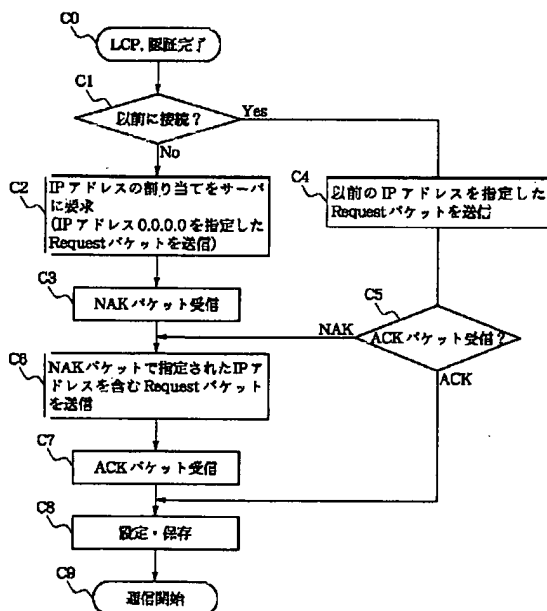 C0
LCP, 認証完了
C1
以前に接続？
Yes
No
C2
IPアドレスの割り当てをサーバ
に要求
(IPアドレス0.0.0.0を指定した
Requestパケットを送信)
C4
以前のIPアドレスを指定した
Requestパケットを送信
C3
NAKパケット受信
C5
ACKパケット受信？
NAK
ACK
C6
NAKパケットで指定されたIPア
ドレスを含むRequestパケット
を送信
C7
ACKパケット受信
C8
設定・保存
C9
通信開始